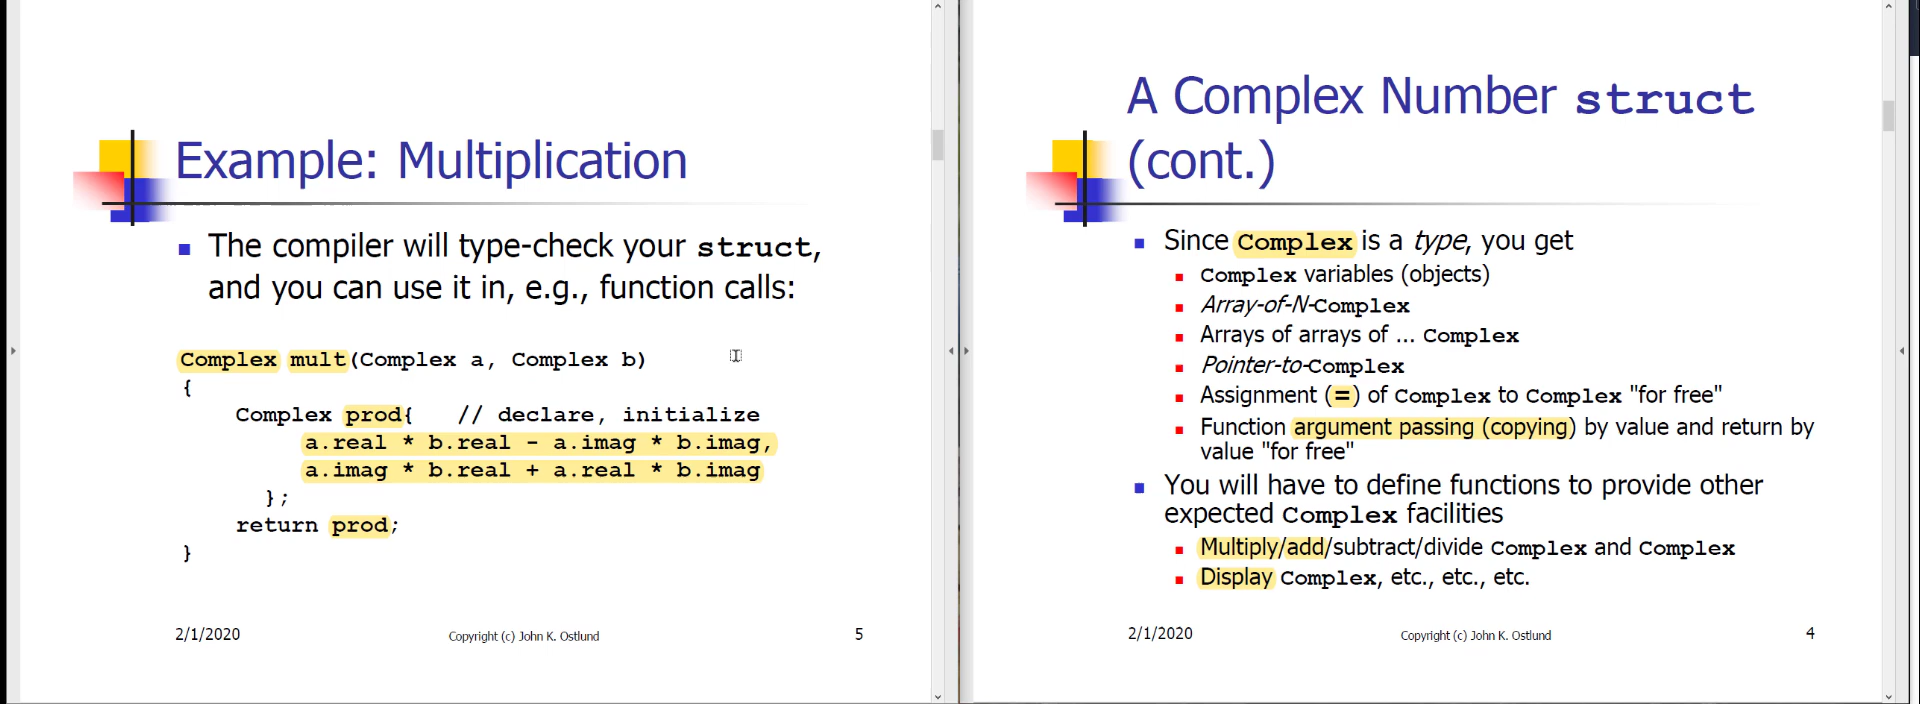 Example: Multiplication
The compiler will type-check your struct,
and you can use it in, e.g., function calls:
Complex mult(Complex a, Complex b)
{
Complex prod{ // declare, initialize
a.real * b.real - a.imag * b.imag,
a.imag * b.real + a.real * b.imag
};
return prod;
}
2/1/2020 Copyright (c) John K. Ostlund 5
A Complex Number struct
(cont.)
Since Complex is a type, you get
Complex variables (objects)
Array-of-N-Complex
Arrays of arrays of ... Complex
Pointer-to-Complex
Assignment (=) of Complex to Complex "for free"
Function argument passing (copying) by value and return by
value "for free"
You will have to define functions to provide other
expected Complex facilities
Multiply/add/subtract/divide Complex and Complex
Display Complex, etc., etc., etc.
2/1/2020 Copyright (c) John K. Ostlund 4